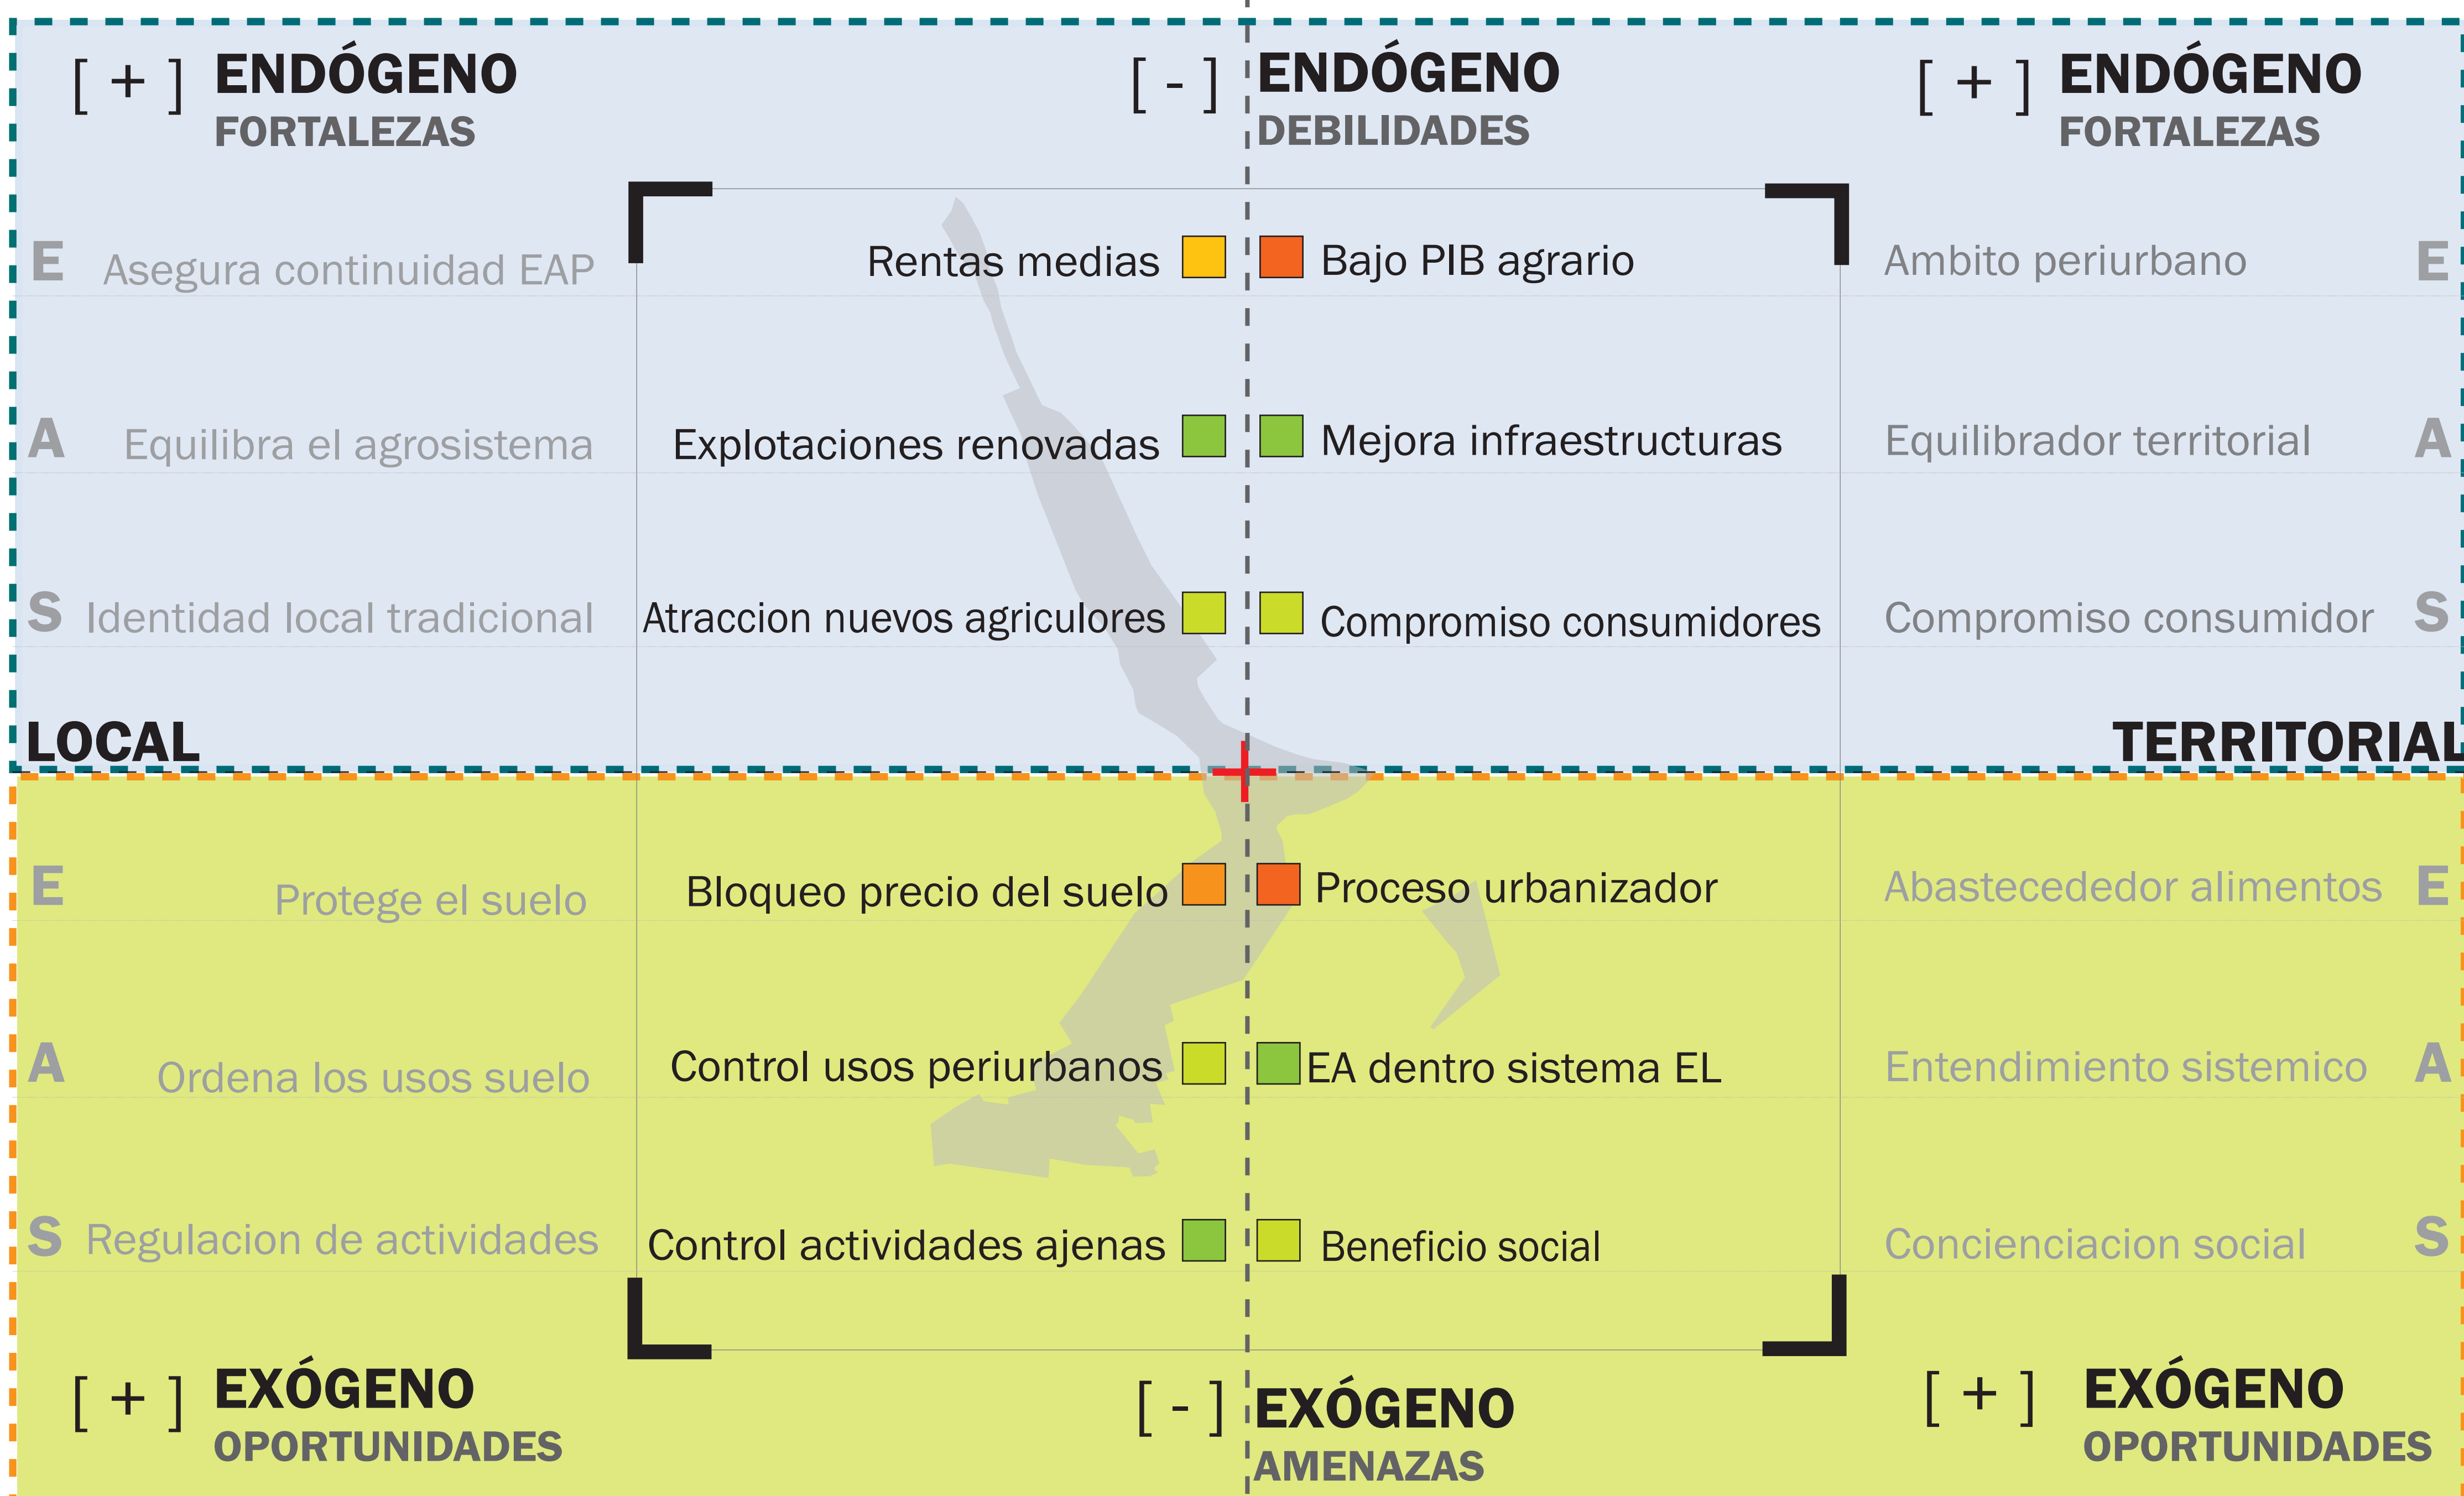 [ + ] ENDÓGENO [ - ] ENDÓGENO [ + ] ENDÓGENO
FORTALEZAS DEBILIDADES FORTALEZAS
E Asegura continuidad EAP Rentas medias Bajo PIB agrario Ambito periurbano E
A Equilibra el agrosistema Explotaciones renovadas Mejora infraestructuras Equilibrador territorial A
S Identidad local tradicional Atraccion nuevos agriculores Compromiso consumidores Compromiso consumidor S
LOCAL TERRITORIAL
E Protege el suelo Bloqueo precio del suelo Proceso urbanizador Abastecededor alimentos E
A Ordena los usos suelo Control usos periurbanos EA dentro sistema EL Entendimiento sistemico A
S Regulacion de actividades Control actividades ajenas Beneficio social Concienciacion social S
[ + ] EXÓGENO [ - ] EXÓGENO [ + ] EXÓGENO
OPORTUNIDADES AMENAZAS OPORTUNIDADES